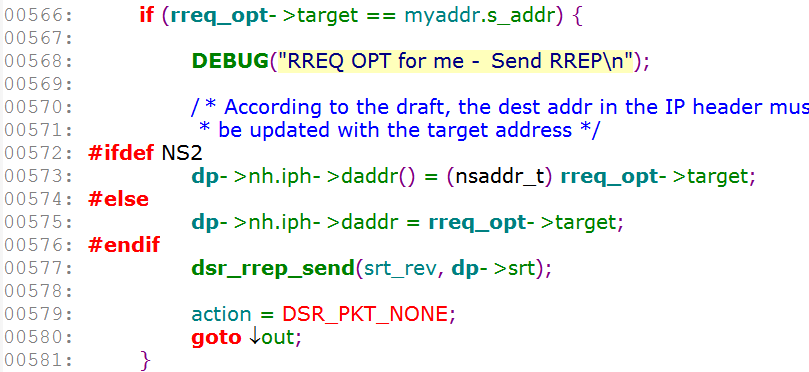 00566:     if (rreq_opt->target == myaddr.s_addr) {
00567:
00568:         DEBUG("RREQ OPT for me - Send RREP\n");
00569:
00570:         /* According to the draft, the dest addr in the IP header mus
00571:          * be updated with the target address */
00572: #ifdef NS2
00573:         dp->nh.iph->daddr() = (nsaddr_t) rreq_opt->target;
00574: #else
00575:         dp->nh.iph->daddr = rreq_opt->target;
00576: #endif
00577:         dsr_rrep_send(srt_rev, dp->srt);
00578:
00579:         action = DSR_PKT_NONE;
00580:         goto ↓out;
00581:     }